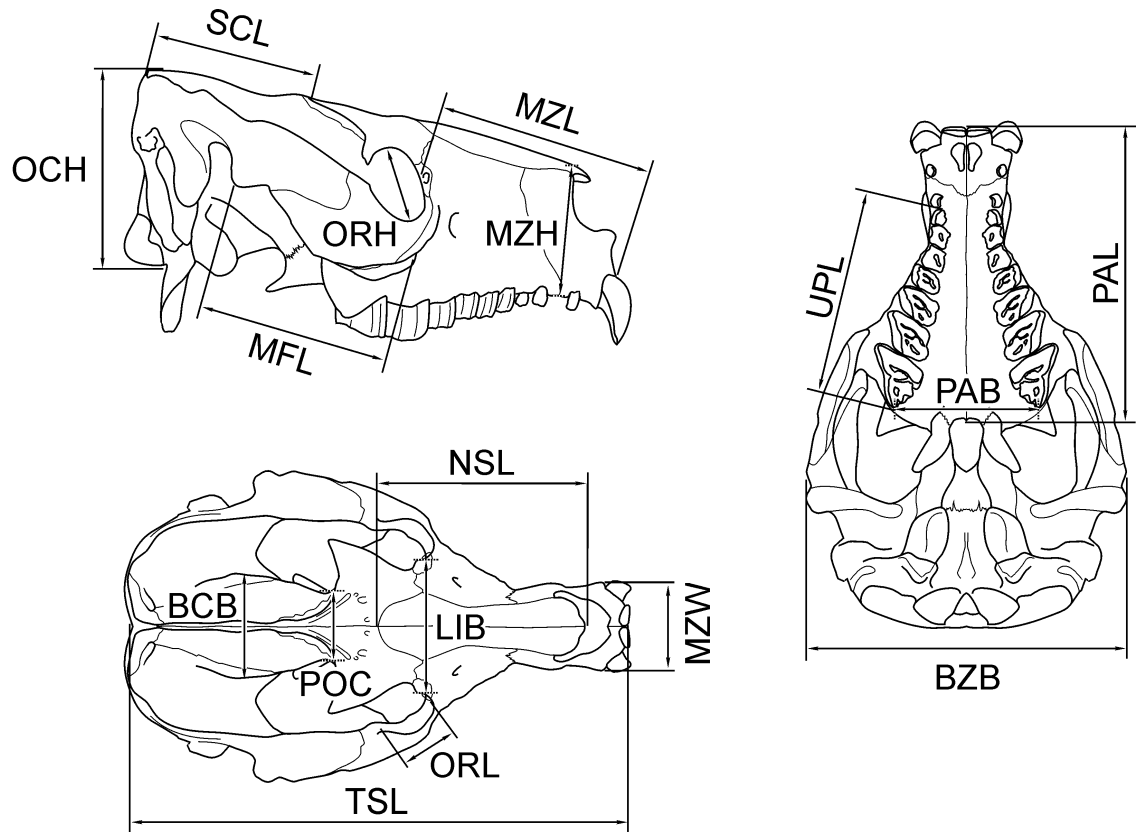 SCL
MZL
OCH
ORH
MZH
MFL
UPL
PAL
PAB
BZB
NSL
BCB
LIB
POC
MZW
ORL
TSL